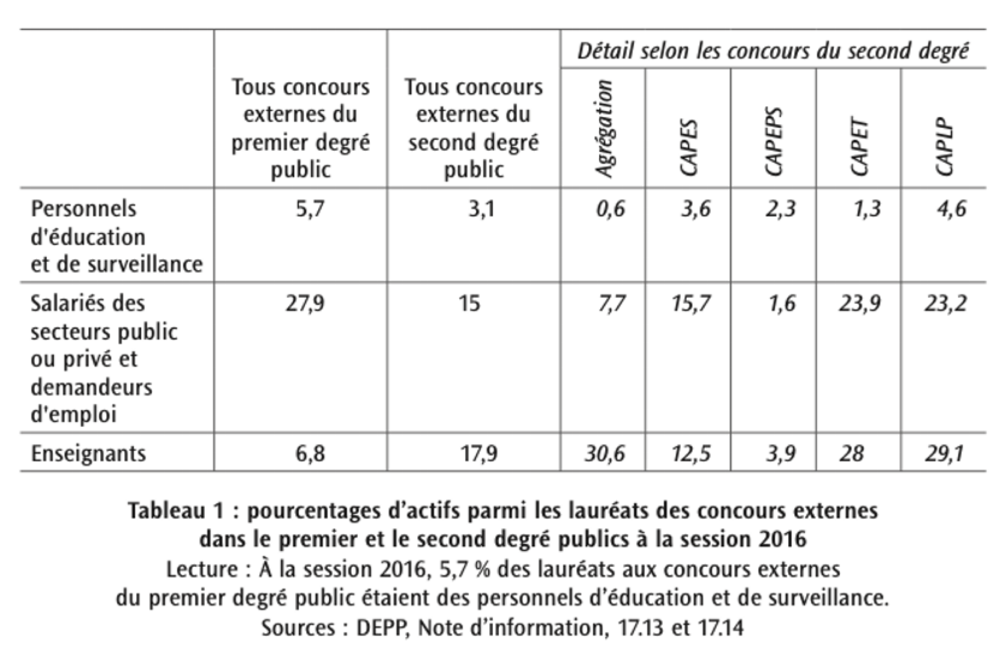 Détail selon les concours du second degré
Tous concours
externes du
premier degré
public
Tous concours
externes du
second degré
public
Agrégation
CAPES
CAPEPS
CAPET
CAPLP
Personnels
d'éducation
et de surveillance
5,7
3,1
0,6
3,6
2,3
1,3
4,6
Salariés des
secteurs public
ou privé et
demandeurs
d'emploi
27,9
15
7,7
15,7
1,6
23,9
23,2
Enseignants
6,8
17,9
30,6
12,5
3,9
28
29,1
Tableau 1 : pourcentages d’actifs parmi les lauréats des concours externes
dans le premier et le second degré publics à la session 2016
Lecture : À la session 2016, 5,7 % des lauréats aux concours externes
du premier degré public étaient des personnels d’éducation et de surveillance.
Sources : DEPP, Note d’information, 17.13 et 17.14